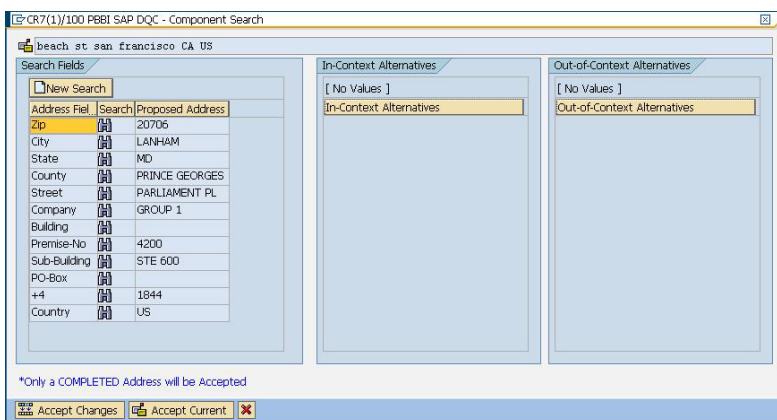 CR7(1)/100 PBBI SAP DQC - Component Search
beach st san francisco CA US
Search Fields
New Search
Address Fiel.. Search Proposed Address
Zip 20706
City LANHAM
State MD
County PRINCE GEORGES
Street PARLIAMENT PL
Company GROUP 1
Building
Premise-No 4200
Sub-Building STE 600
PO-Box
+4 1844
Country US
In-Context Alternatives
[ No Values ]
In-Context Alternatives
Out-of-Context Alternatives
[ No Values ]
Out-of-Context Alternatives
*Only a COMPLETED Address will be Accepted
Accept Changes Accept Current